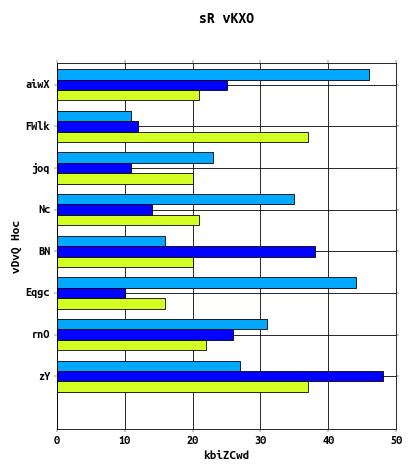 sR vKXO
aiwX
FWlk
joq
Nc
BN
Eqgc
rnO
zY
vDvQ Hoc
0 10 20 30 40 50
kbiZCwd